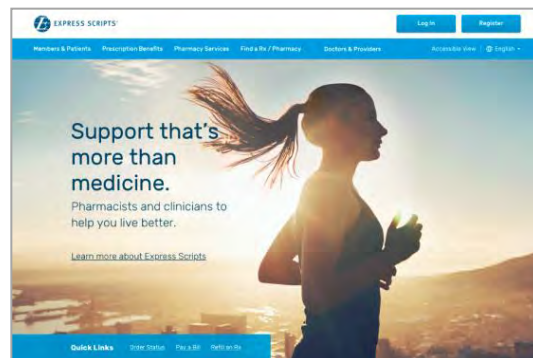 EXPRESS SCRIPTS®
Log In Register
Members & Patients Prescription Benefits Pharmacy Services Find a Rx / Pharmacy Doctors & Providers Accessible View | English
Support that's
more than
medicine.
Pharmacists and clinicians to
help you live better.
Learn more about Express Scripts
Quick Links Order Status Pay a Bill Refill an Rx